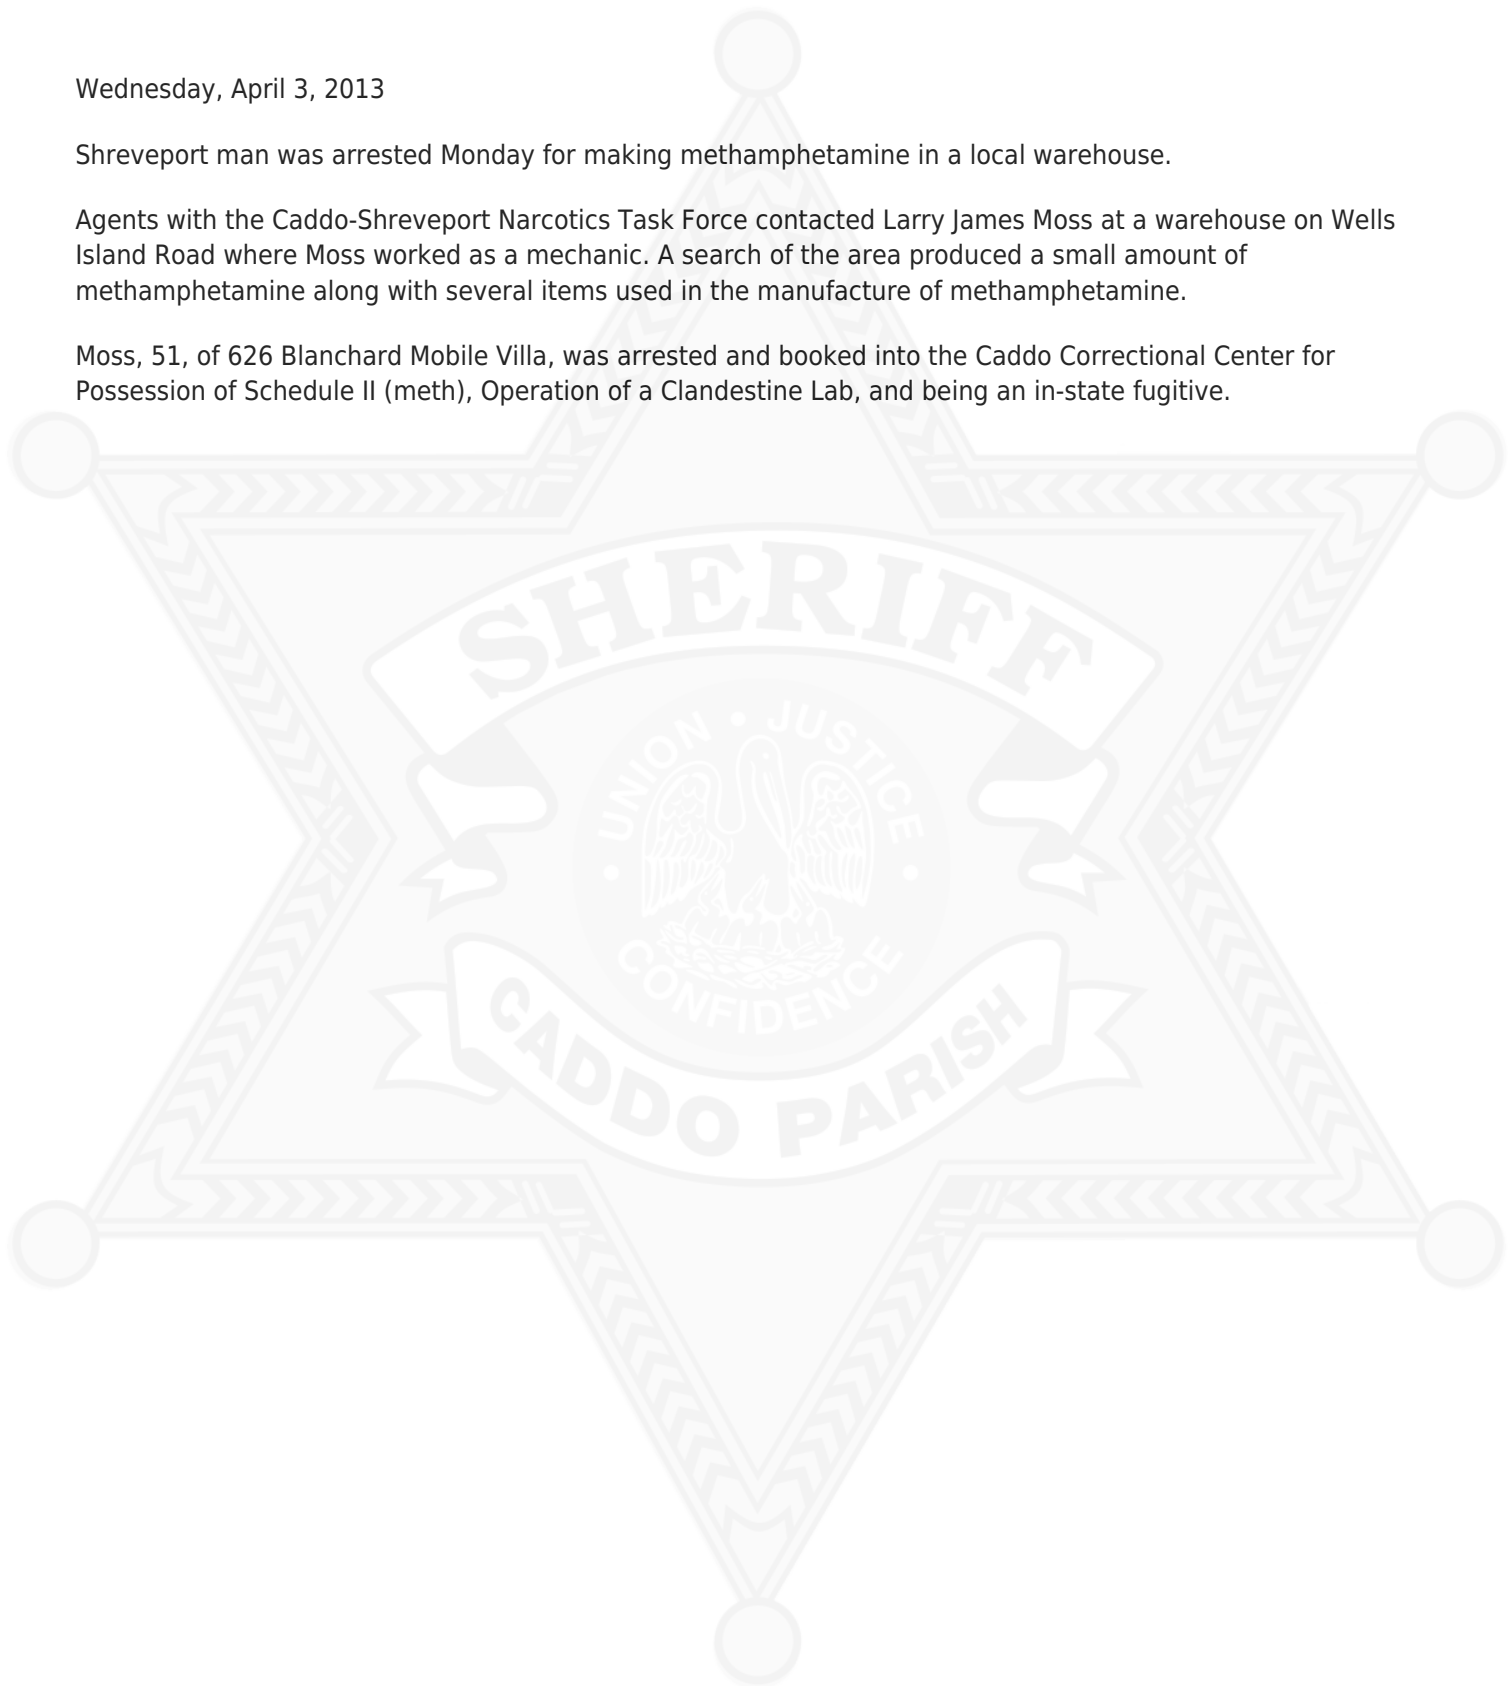 Wednesday, April 3, 2013
Shreveport man was arrested Monday for making methamphetamine in a local warehouse.
Agents with the Caddo-Shreveport Narcotics Task Force contacted Larry James Moss at a warehouse on Wells
Island Road where Moss worked as a mechanic. A search of the area produced a small amount of
methamphetamine along with several items used in the manufacture of methamphetamine.
Moss, 51, of 626 Blanchard Mobile Villa, was arrested and booked into the Caddo Correctional Center for
Possession of Schedule II (meth), Operation of a Clandestine Lab, and being an in-state fugitive.
SHERIFF
UNION • JUSTICE
• CONFIDENCE •
CADDO PARISH